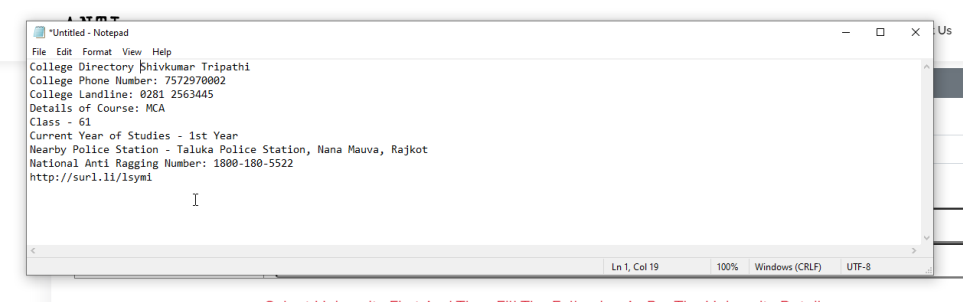 *Untitled - Notepad
Us
File Edit Format View Help
College Directory Shivkumar Tripathi
College Phone Number: 7572970002
College Landline: 0281 2563445
Details of Course: MCA
Class - 61
Current Year of Studies - 1st Year
Nearby Police Station - Taluka Police Station, Nana Mauva, Rajkot
National Anti Ragging Number: 1800-180-5522
http://surl.li/lsymi
Ln 1, Col 19 100% Windows (CRLF) UTF-8